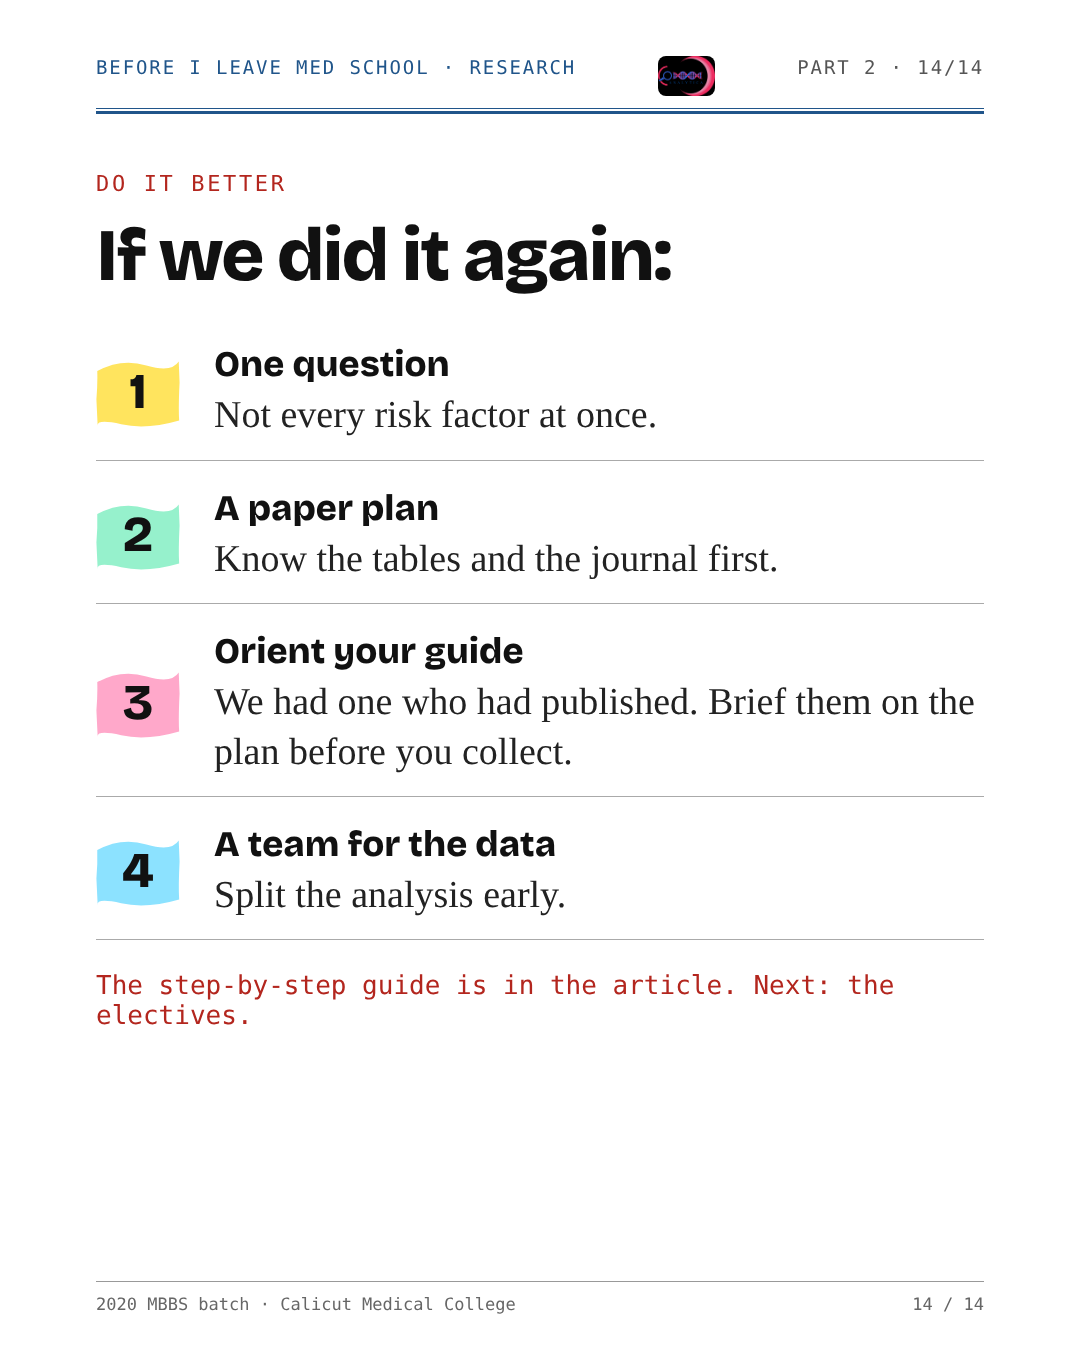 BEFORE I LEAVE MED SCHOOL · RESEARCH
PART 2 · 14/14
DO IT BETTER
If we did it again:
1
One question
Not every risk factor at once.
2
A paper plan
Know the tables and the journal first.
3
Orient your guide
We had one who had published. Brief them on the
plan before you collect.
4
A team for the data
Split the analysis early.
The step-by-step guide is in the article. Next: the
electives.
2020 MBBS batch · Calicut Medical College
14 / 14